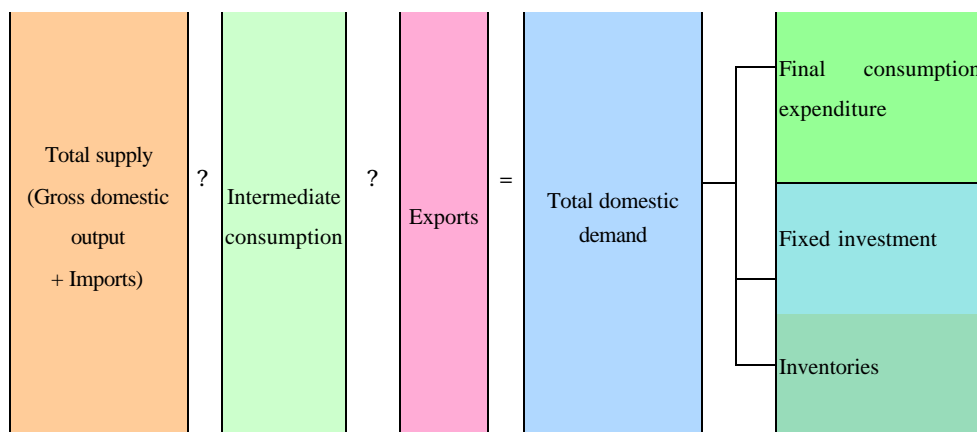 Total supply
(Gross domestic
output
+ Imports)
?
Intermediate
consumption
?
Exports
=
Total domestic
demand
Final consumption
expenditure
Fixed investment
Inventories